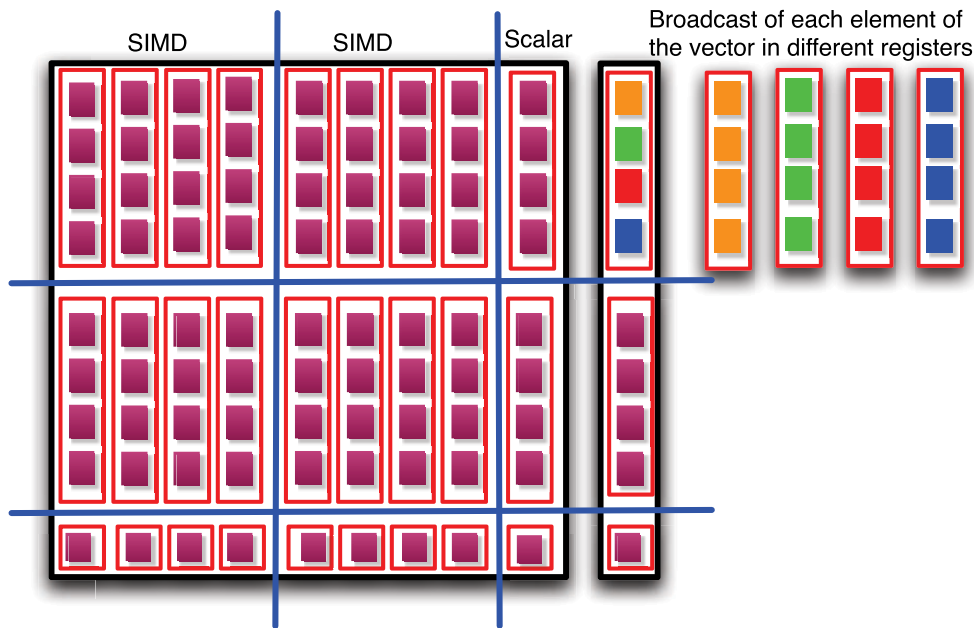 SIMD
SIMD
Scalar
Broadcast of each element of
the vector in different registers